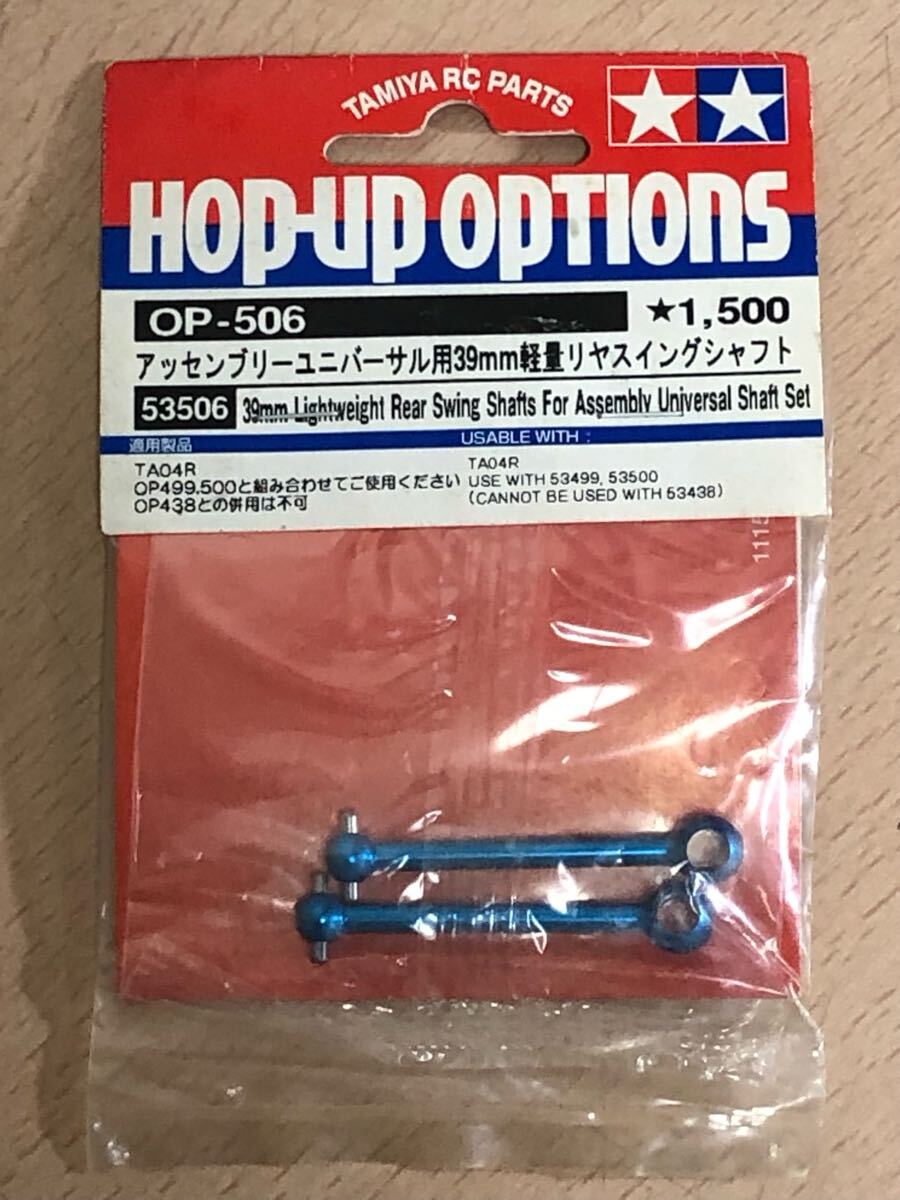 TAMIYA RC PARTS
HOP-UP OPTIONS
OP-506 ★1,500
アッセンブリーユニバーサル用39mm軽量リヤスイングシャフト
53506 39mm Lightweight Rear Swing Shafts For Assembly Universal Shaft Set
適用製品
TA04R
OP499.500と組み合わせてご使用ください
OP438との併用は不可
USABLE WITH :
TA04R
USE WITH 53499, 53500
(CANNOT BE USED WITH 53438)
1115